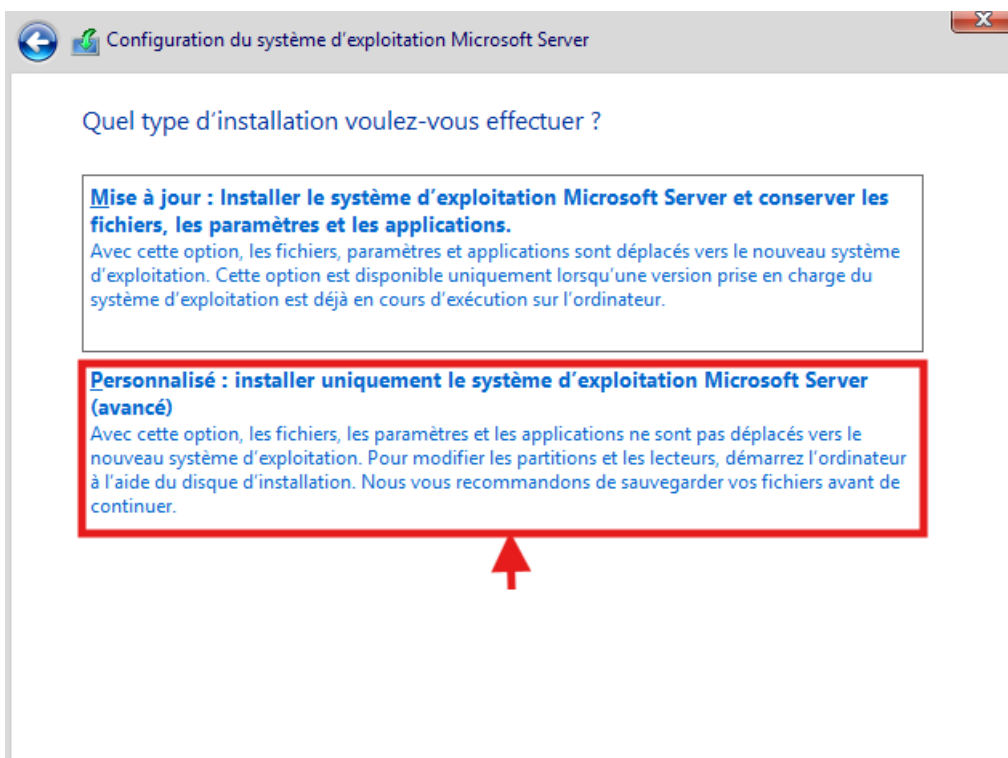 Configuration du système d’exploitation Microsoft Server
Quel type d’installation voulez-vous effectuer ?
Mise à jour : Installer le système d’exploitation Microsoft Server et conserver les
fichiers, les paramètres et les applications.
Avec cette option, les fichiers, paramètres et applications sont déplacés vers le nouveau système
d’exploitation. Cette option est disponible uniquement lorsqu’une version prise en charge du
système d’exploitation est déjà en cours d’exécution sur l’ordinateur.
Personnalisé : installer uniquement le système d’exploitation Microsoft Server
(avancé)
Avec cette option, les fichiers, les paramètres et les applications ne sont pas déplacés vers le
nouveau système d’exploitation. Pour modifier les partitions et les lecteurs, démarrez l’ordinateur
à l’aide du disque d’installation. Nous vous recommandons de sauvegarder vos fichiers avant de
continuer.